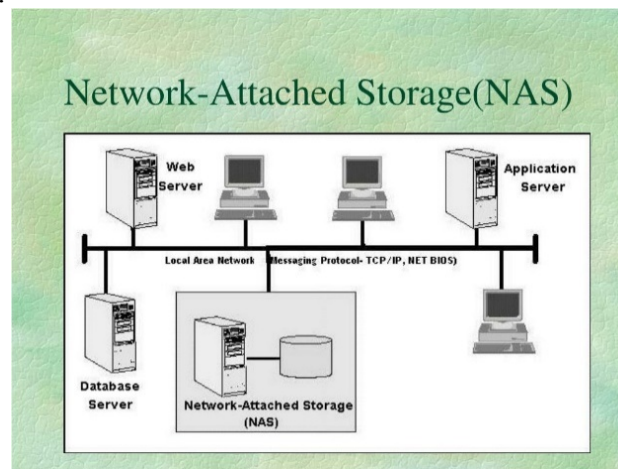 Network-Attached Storage(NAS)
Web
Server
Application
Server
Local Area Network (Messaging Protocol- TCP/IP, NET BIOS)
Database
Server
Network-Attached Storage
(NAS)